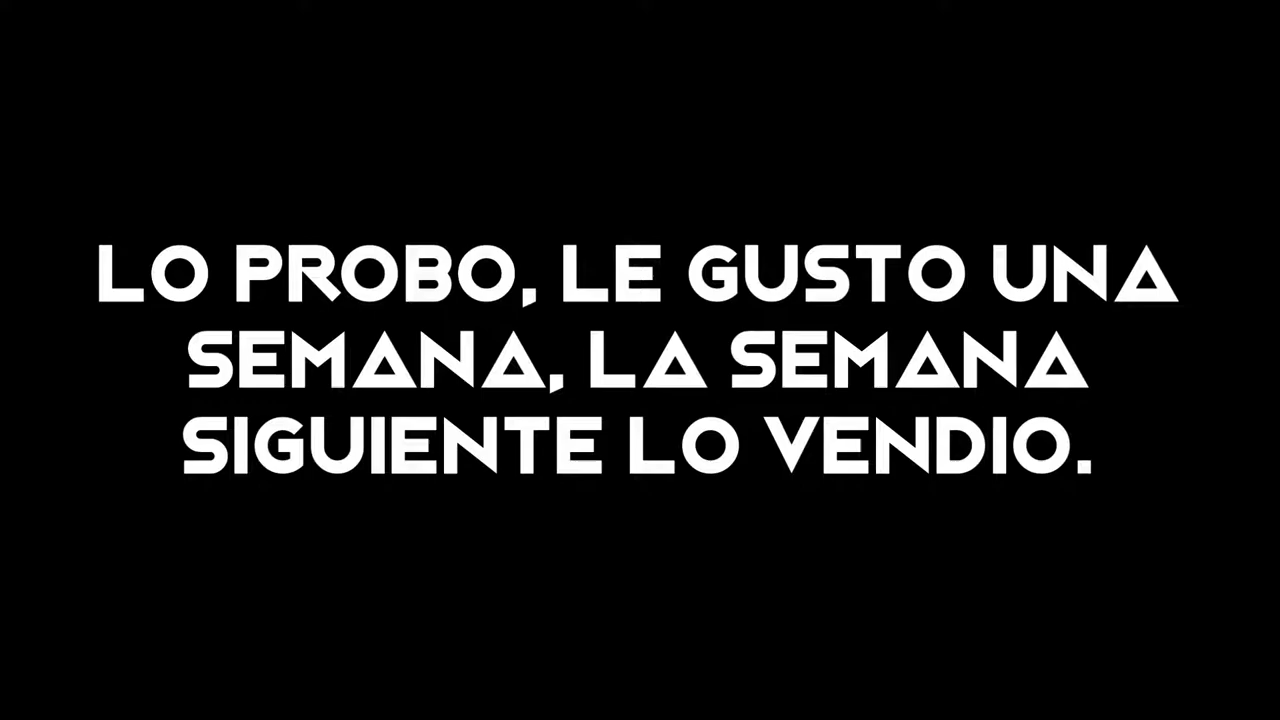 LO PROBO, LE GUSTO UNA
SEMANA, LA SEMANA
SIGUIENTE LO VENDIO.